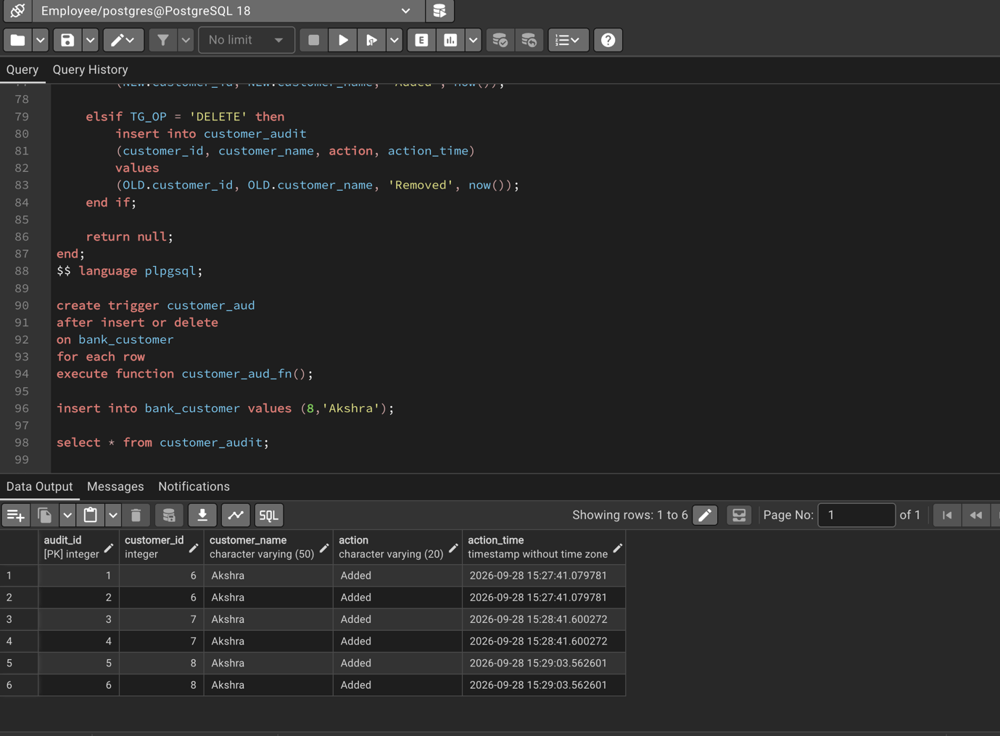 Employee/postgres@PostgreSQL 18
No limit
E
Query Query History
77 (NEW.customer_id, NEW.customer_name, 'Added', now());
78
79 elsif TG_OP = 'DELETE' then
80 insert into customer_audit
81 (customer_id, customer_name, action, action_time)
82 values
83 (OLD.customer_id, OLD.customer_name, 'Removed', now());
84 end if;
85
86 return null;
87 end;
88 $$ language plpgsql;
89
90 create trigger customer_aud
91 after insert or delete
92 on bank_customer
93 for each row
94 execute function customer_aud_fn();
95
96 insert into bank_customer values (8,'Akshra');
97
98 select * from customer_audit;
99
Data Output Messages Notifications
SQL Showing rows: 1 to 6 Page No: 1 of 1
audit_id customer_id customer_name action action_time
[PK] integer integer character varying (50) character varying (20) timestamp without time zone
1 1 6 Akshra Added 2026-09-28 15:27:41.079781
2 2 6 Akshra Added 2026-09-28 15:27:41.079781
3 3 7 Akshra Added 2026-09-28 15:28:41.600272
4 4 7 Akshra Added 2026-09-28 15:28:41.600272
5 5 8 Akshra Added 2026-09-28 15:29:03.562601
6 6 8 Akshra Added 2026-09-28 15:29:03.562601